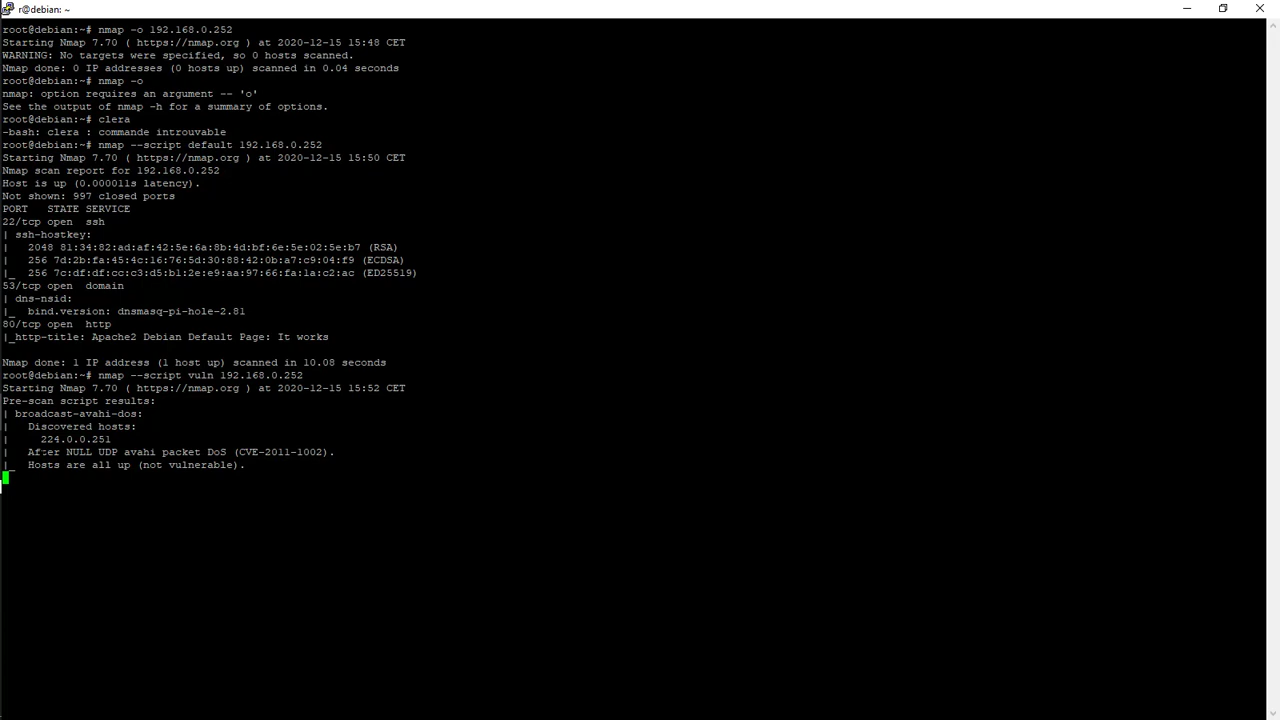 r@debian: ~
root@debian:~# nmap -o 192.168.0.252
Starting Nmap 7.70 ( https://nmap.org ) at 2020-12-15 15:48 CET
WARNING: No targets were specified, so 0 hosts scanned.
Nmap done: 0 IP addresses (0 hosts up) scanned in 0.04 seconds
root@debian:~# nmap -o
nmap: option requires an argument -- 'o'
See the output of nmap -h for a summary of options.
root@debian:~# clera
-bash: clera : commande introuvable
root@debian:~# nmap --script default 192.168.0.252
Starting Nmap 7.70 ( https://nmap.org ) at 2020-12-15 15:50 CET
Nmap scan report for 192.168.0.252
Host is up (0.000011s latency).
Not shown: 997 closed ports
PORT   STATE SERVICE
22/tcp open  ssh
| ssh-hostkey:
|   2048 81:34:82:ad:af:42:5e:6a:8b:4d:bf:6e:5e:02:5e:b7 (RSA)
|   256 7d:2b:fa:45:4c:16:76:5d:30:88:42:0b:a7:c9:04:f9 (ECDSA)
|_  256 7c:df:df:cc:c3:d5:b1:2e:e9:aa:97:66:fa:1a:c2:ac (ED25519)
53/tcp open  domain
| dns-nsid:
|_  bind.version: dnsmasq-pi-hole-2.81
80/tcp open  http
|_http-title: Apache2 Debian Default Page: It works
Nmap done: 1 IP address (1 host up) scanned in 10.08 seconds
root@debian:~# nmap --script vuln 192.168.0.252
Starting Nmap 7.70 ( https://nmap.org ) at 2020-12-15 15:52 CET
Pre-scan script results:
| broadcast-avahi-dos:
|   Discovered hosts:
|     224.0.0.251
|   After NULL UDP avahi packet DoS (CVE-2011-1002).
|_  Hosts are all up (not vulnerable).